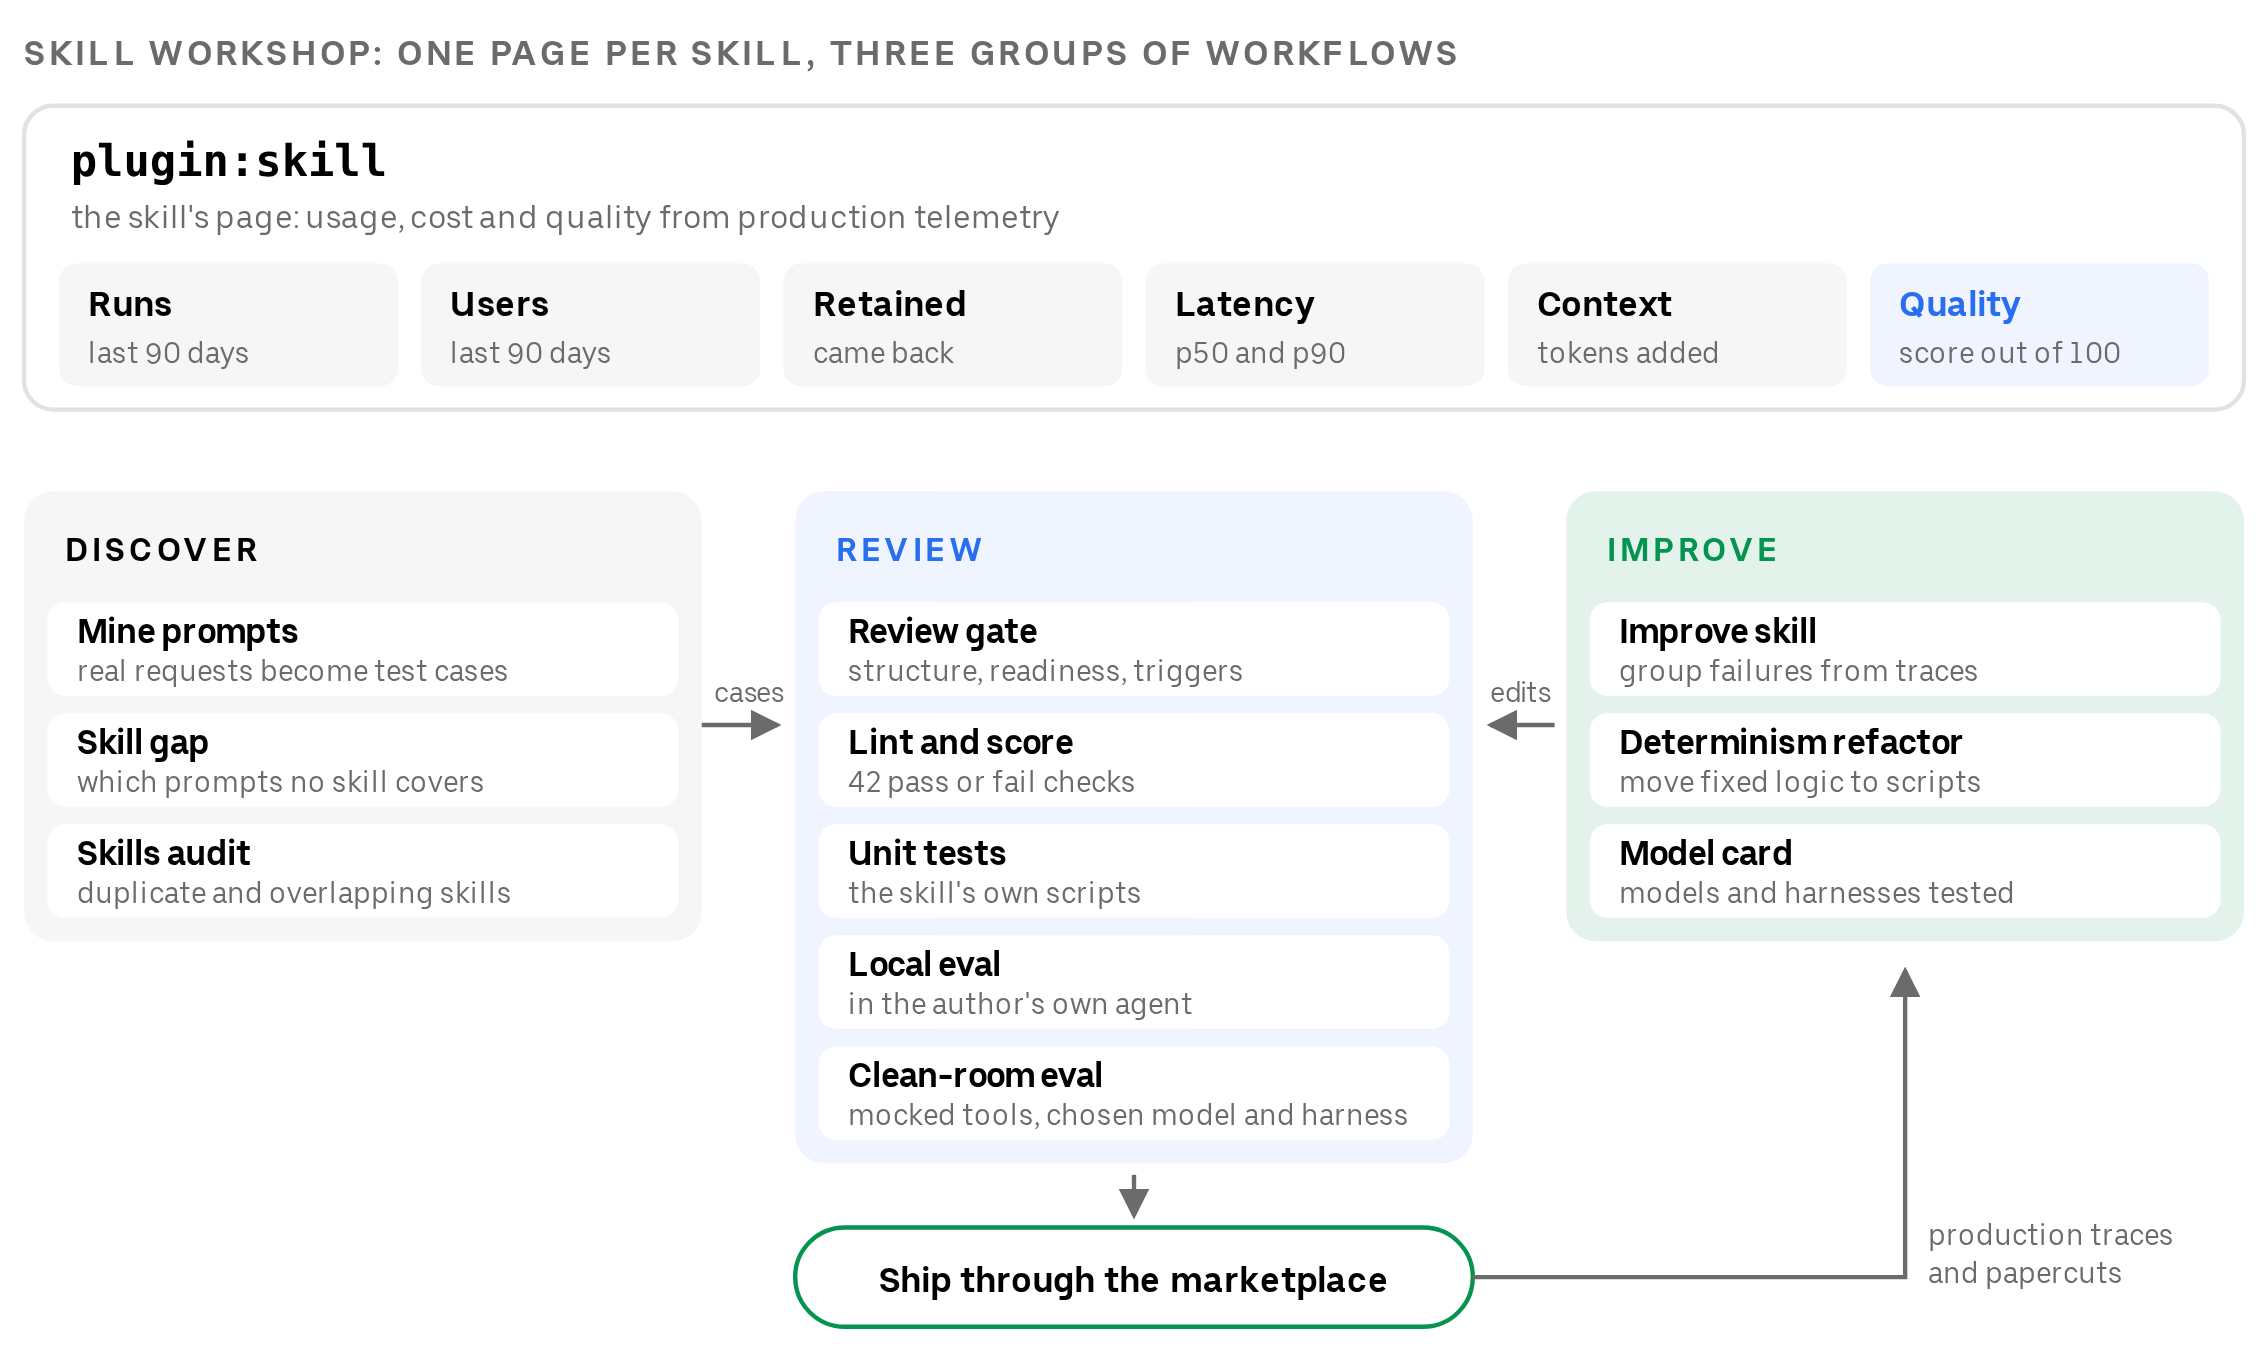 SKILL WORKSHOP: ONE PAGE PER SKILL, THREE GROUPS OF WORKFLOWS
plugin:skill
the skill's page: usage, cost and quality from production telemetry
Runs
last 90 days
Users
last 90 days
Retained
came back
Latency
p50 and p90
Context
tokens added
Quality
score out of 100
DISCOVER
Mine prompts
real requests become test cases
Skill gap
which prompts no skill covers
Skills audit
duplicate and overlapping skills
cases
REVIEW
Review gate
structure, readiness, triggers
Lint and score
42 pass or fail checks
Unit tests
the skill's own scripts
Local eval
in the author's own agent
Clean-room eval
mocked tools, chosen model and harness
edits
IMPROVE
Improve skill
group failures from traces
Determinism refactor
move fixed logic to scripts
Model card
models and harnesses tested
Ship through the marketplace
production traces
and papercuts